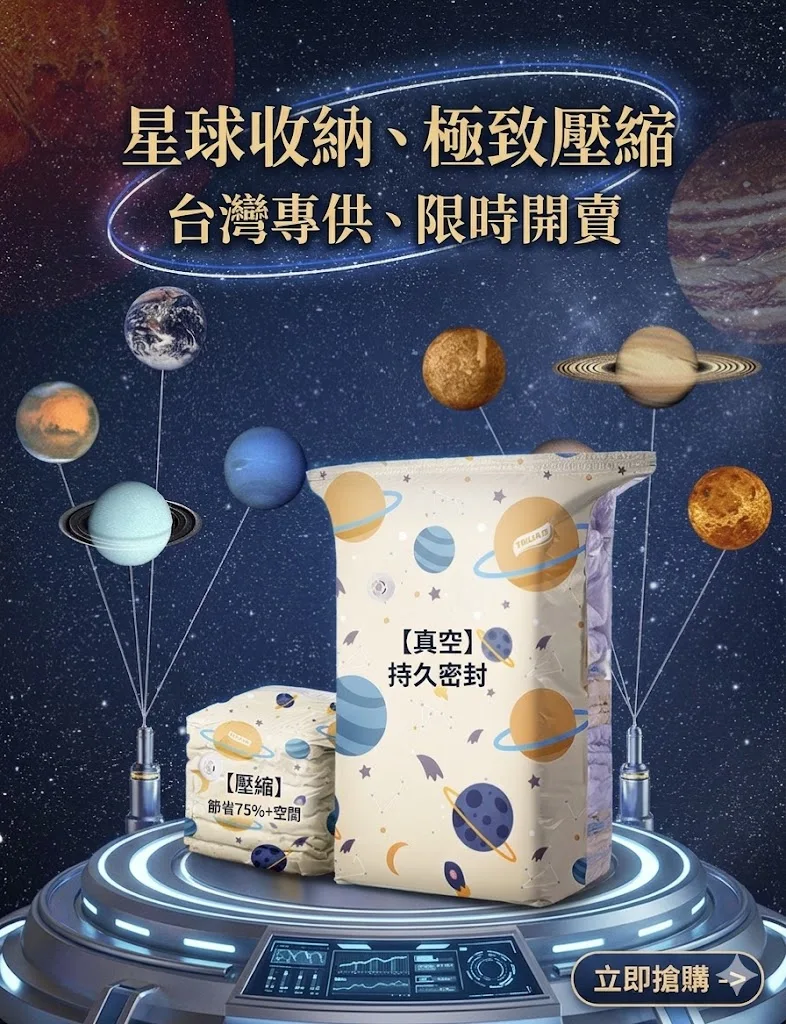 星球收納、極致壓縮
台灣專供、限時開賣
【真空】
持久密封
【壓縮】
節省75%+空間
立即搶購 ->